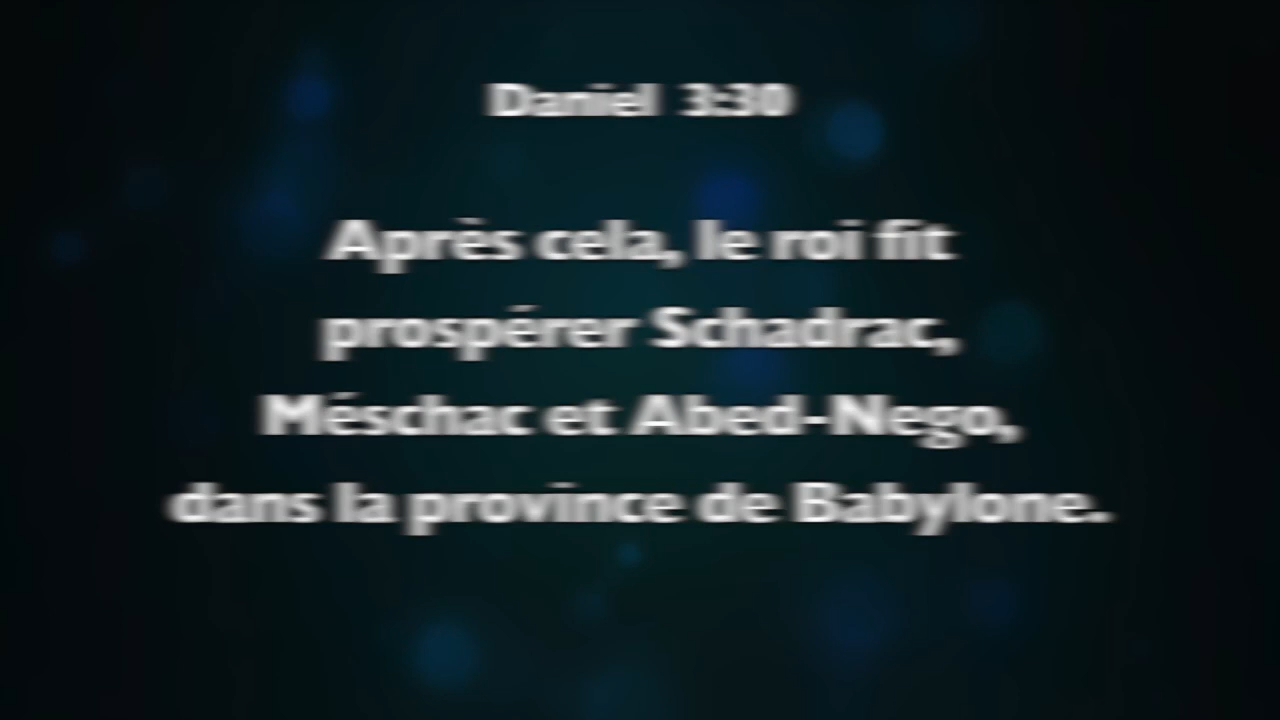 Daniel 3:30
Après cela, le roi fit
prospérer Schadrac,
Méschac et Abed-Nego,
dans la province de Babylone.